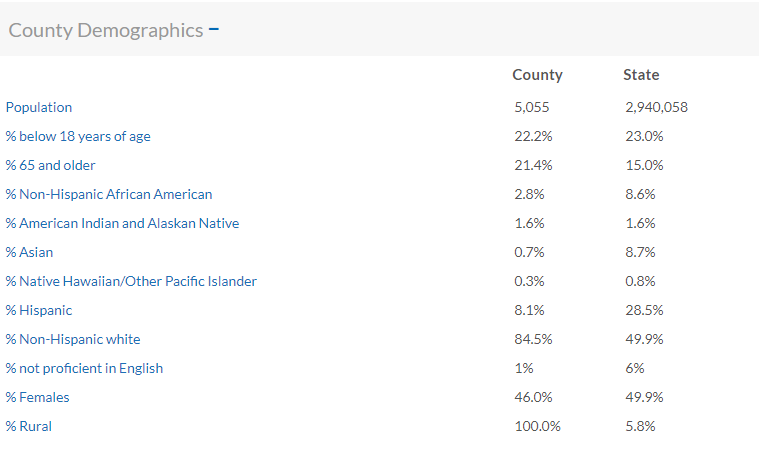 County Demographics –
County State
Population 5,055 2,940,058
% below 18 years of age 22.2% 23.0%
% 65 and older 21.4% 15.0%
% Non-Hispanic African American 2.8% 8.6%
% American Indian and Alaskan Native 1.6% 1.6%
% Asian 0.7% 8.7%
% Native Hawaiian/Other Pacific Islander 0.3% 0.8%
% Hispanic 8.1% 28.5%
% Non-Hispanic white 84.5% 49.9%
% not proficient in English 1% 6%
% Females 46.0% 49.9%
% Rural 100.0% 5.8%